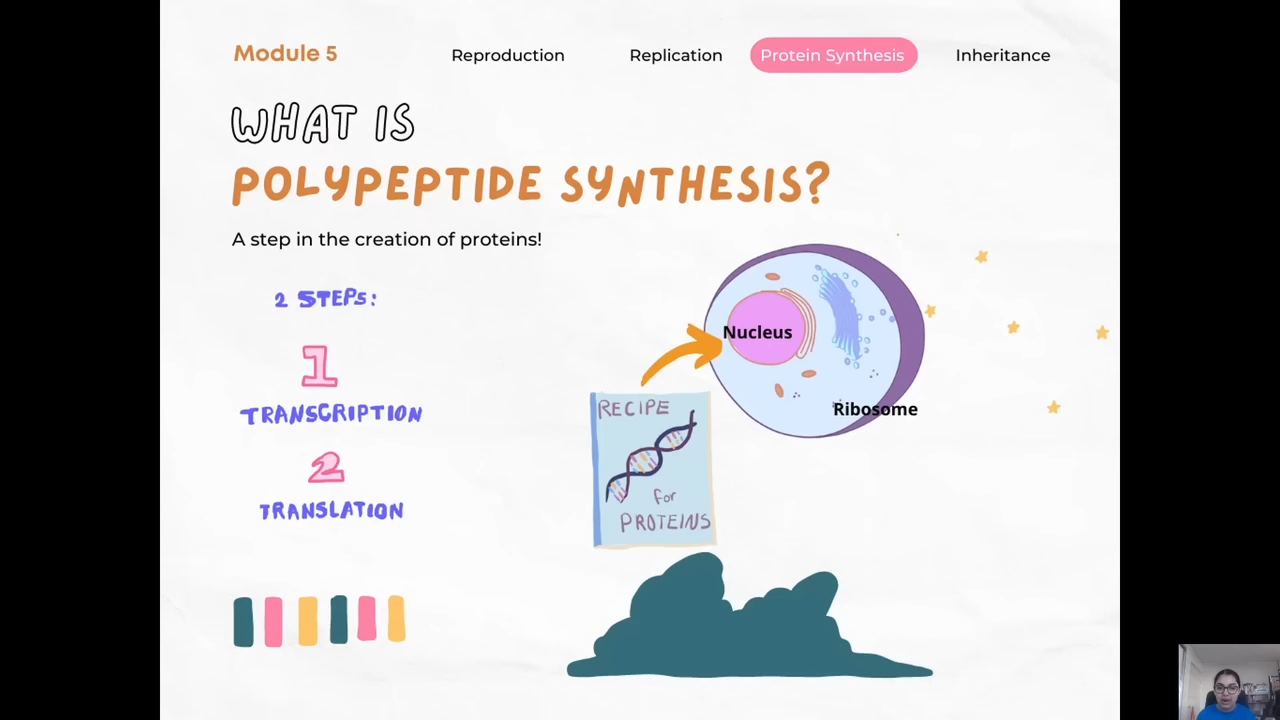 Module 5
Reproduction
Replication
Protein Synthesis
Inheritance
WHAT IS
POLYPEPTIDE SYNTHESIS?
A step in the creation of proteins!
2 STEPS:
1
TRANSCRIPTION
2
TRANSLATION
Nucleus
Ribosome
RECIPE
for
PROTEINS